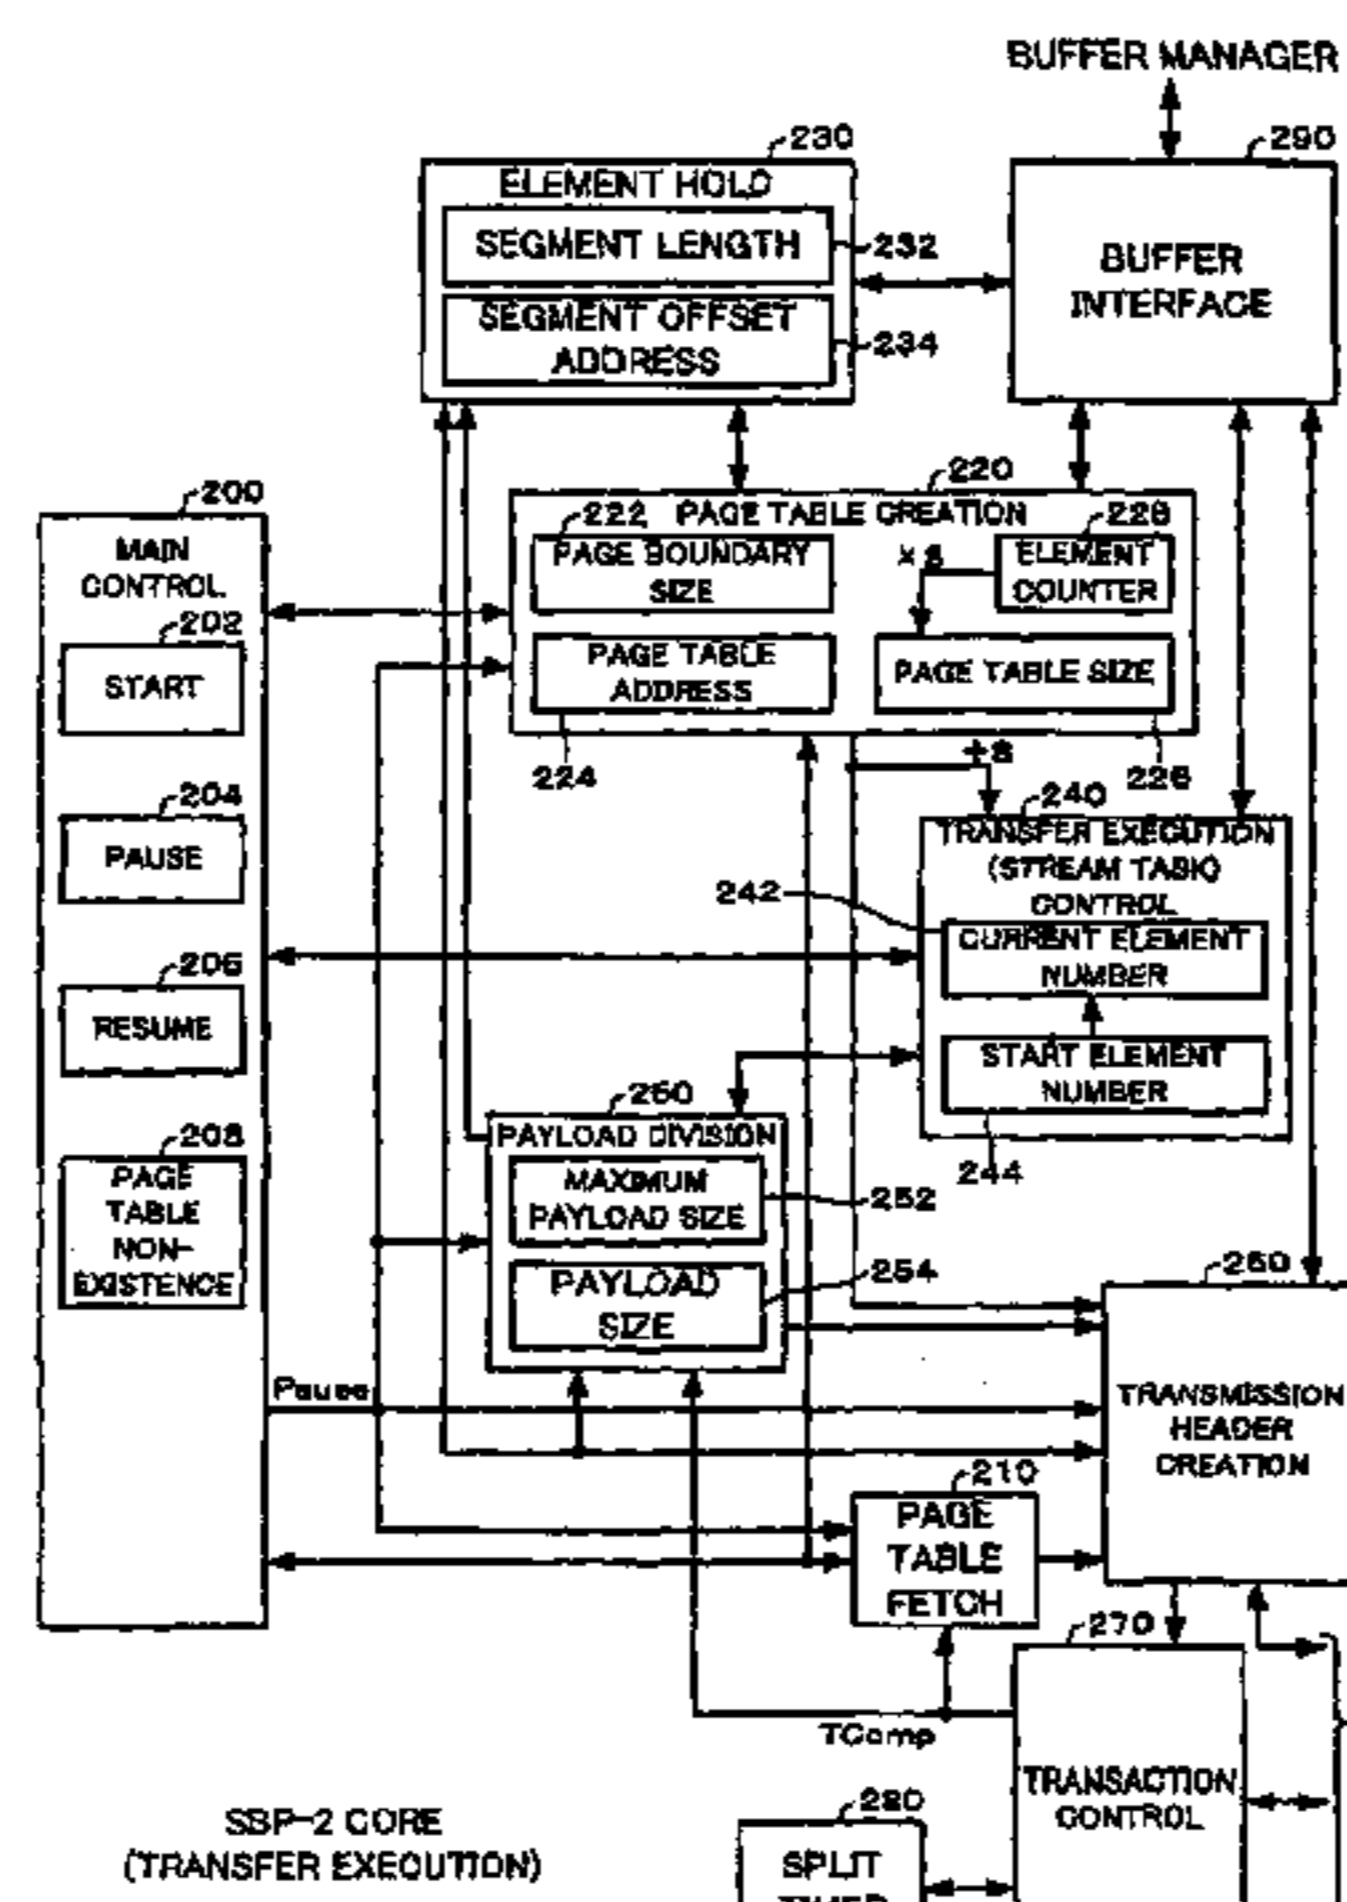 BUFFER MANAGER
230
290
ELEMENT HOLD
SEGMENT LENGTH
232
SEGMENT OFFSET
ADDRESS
234
BUFFER
INTERFACE
200
MAIN
CONTROL
202
START
204
PAUSE
206
RESUME
208
PAGE
TABLE
NON-
EXISTENCE
220
222 PAGE TABLE CREATION
228
PAGE BOUNDARY
SIZE
× 8
ELEMENT
COUNTER
PAGE TABLE
ADDRESS
PAGE TABLE SIZE
224
226
÷8
240
TRANSFER EXECUTION
(STREAM TASK)
CONTROL
242
CURRENT ELEMENT
NUMBER
START ELEMENT
NUMBER
244
250
PAYLOAD DIVISION
MAXIMUM
PAYLOAD SIZE
252
PAYLOAD
SIZE
254
260
TRANSMISSION
HEADER
CREATION
Pause
210
PAGE
TABLE
FETCH
270
TComp
TRANSACTION
CONTROL
280
SPLIT
SBP-2 CORE
(TRANSFER EXECUTION)